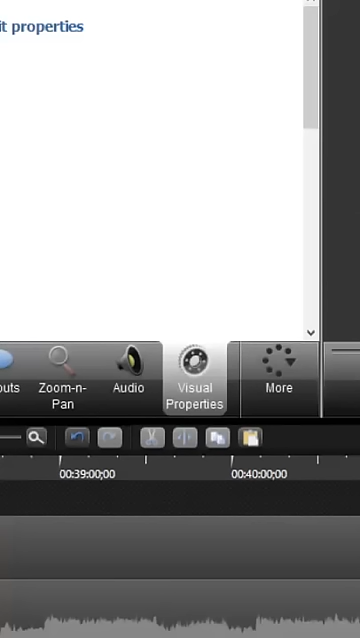 it properties
outs
Zoom-n-
Pan
Audio
Visual
Properties
More
00:39:00;00
00:40:00;00